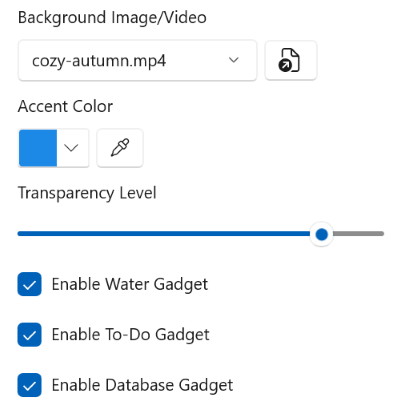 Background Image/Video
cozy-autumn.mp4
Accent Color
Transparency Level
Enable Water Gadget
Enable To-Do Gadget
Enable Database Gadget